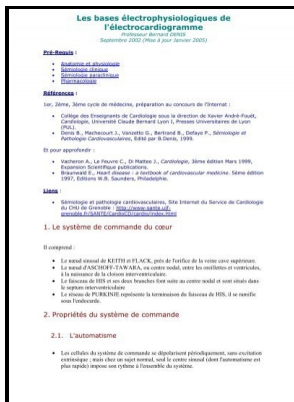 Les bases électrophysiologiques de
l'électrocardiogramme
Professeur Bernard DENIS
Septembre 2002 (Mise à jour Janvier 2005)
Pré-Requis :
• Anatomie et physiologie
• Sémiologie clinique
• Sémiologie paraclinique
• Pharmacologie
Références :
1er, 2ème, 3ème cycle de médecine, préparation au concours de l'Internat :
• Collège des Enseignants de Cardiologie sous la direction de Xavier André-Fouët,
Cardiologie, Université Claude Bernard Lyon I, Presses Universitaires de Lyon
(PUL).
• Denis B., Machecourt J., Vanzetto G., Bertrand B., Defaye P., Sémiologie et
Pathologie Cardiovasculaires, Edité par B.Denis, 1999.
Et pour approfondir :
• Vacheron A., Le Feuvre C., Di Matteo J., Cardiologie, 3ème édition Mars 1999,
Expansion Scientifique publications.
• Braunwald E., Heart disease : a textbook of cardiovascular medicine. 5ème édition
1997, Editions W.B. Saunders, Philadelphie.
Liens :
• Sémiologie et pathologie cardiovasculaires, Site Internet du Service de Cardiologie
du CHU de Grenoble : http://www-sante.ujf-
grenoble.fr/SANTE/CardioCD/cardio/index.html
1. Le système de commande du cœur
Il comprend :
• Le nœud sinusal de KEITH et FLACK, près de l'orifice de la veine cave supérieure.
• Le nœud d'ASCHOFF-TAWARA, ou centre nodal, entre les oreillettes et ventricules,
à la naissance de la cloison interventriculaire.
• Le faisceau de HIS et ses deux branches font suite au centre nodal et sont situés dans
le septum interventriculaire
• Le réseau de PURKINJE représente la terminaison du faisceau de HIS, il se ramifie
sous l'endocarde.
2. Propriétés du système de commande
2.1. L'automatisme
• Les cellules du système de commande se dépolarisent périodiquement, sans excitation
extrinsèque ; mais chez un sujet normal, seul le centre sinusal (dont l'automatisme est
plus rapide) impose son rythme à l'ensemble du système.